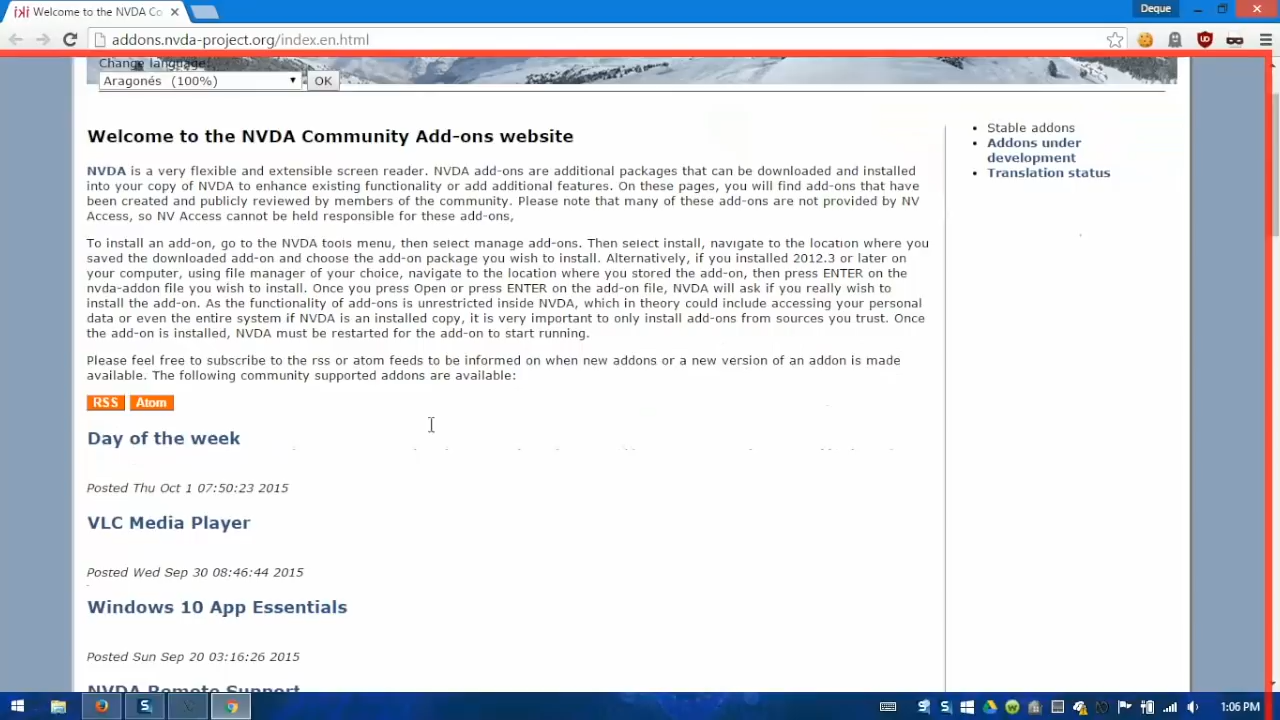 Welcome to the NVDA Co
Deque
addons.nvda-project.org/index.en.html
Change language:
Aragonés (100%)
OK
Welcome to the NVDA Community Add-ons website
NVDA is a very flexible and extensible screen reader. NVDA add-ons are additional packages that can be downloaded and installed
into your copy of NVDA to enhance existing functionality or add additional features. On these pages, you will find add-ons that have
been created and publicly reviewed by members of the community. Please note that many of these add-ons are not provided by NV
Access, so NV Access cannot be held responsible for these add-ons,
To install an add-on, go to the NVDA tools menu, then select manage add-ons. Then select install, navigate to the location where you
saved the downloaded add-on and choose the add-on package you wish to install. Alternatively, if you installed 2012.3 or later on
your computer, using file manager of your choice, navigate to the location where you stored the add-on, then press ENTER on the
nvda-addon file you wish to install. Once you press Open or press ENTER on the add-on file, NVDA will ask if you really wish to
install the add-on. As the functionality of add-ons is unrestricted inside NVDA, which in theory could include accessing your personal
data or even the entire system if NVDA is an installed copy, it is very important to only install add-ons from sources you trust. Once
the add-on is installed, NVDA must be restarted for the add-on to start running.
Please feel free to subscribe to the rss or atom feeds to be informed on when new addons or a new version of an addon is made
available. The following community supported addons are available:
RSS Atom
Day of the week
Posted Thu Oct 1 07:50:23 2015
VLC Media Player
Posted Wed Sep 30 08:46:44 2015
Windows 10 App Essentials
Posted Sun Sep 20 03:16:26 2015
NVDA Remote Support
Stable addons
Addons under
development
Translation status
1:06 PM